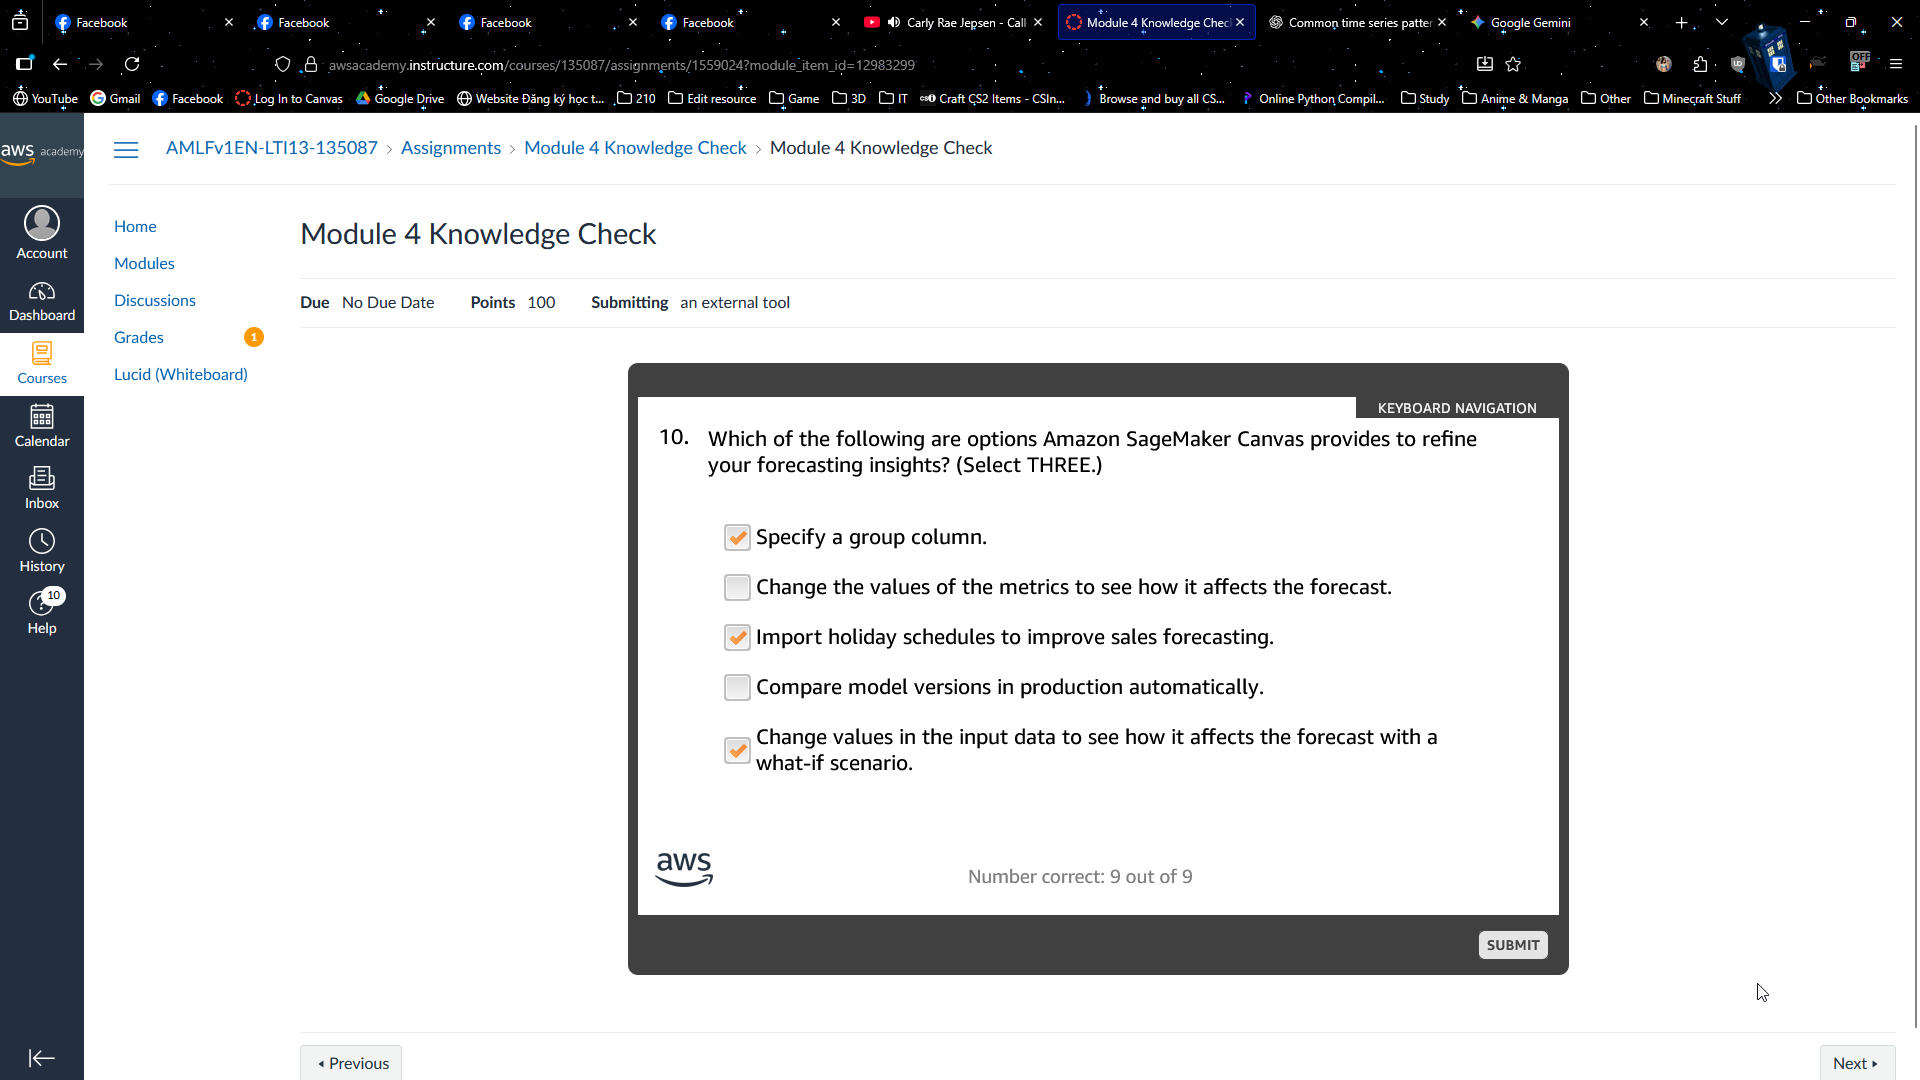 Facebook
Facebook
Facebook
Facebook
Carly Rae Jepsen - Call
Module 4 Knowledge Chec
Common time series patter
Google Gemini
awsacademy.instructure.com/courses/135087/assignments/1559024?module_item_id=12983299
OFF
YouTube
Gmail
Facebook
Log In to Canvas
Google Drive
Website Đăng ký học t...
210
Edit resource
Game
3D
IT
Craft CS2 Items - CSIn...
Browse and buy all CS...
Online Python Compil...
Study
Anime & Manga
Other
Minecraft Stuff
Other Bookmarks
aws academy
Account
Dashboard
Courses
Calendar
Inbox
History
10
Help
AMLFv1EN-LTI13-135087 > Assignments > Module 4 Knowledge Check > Module 4 Knowledge Check
Home
Modules
Discussions
Grades
1
Lucid (Whiteboard)
Module 4 Knowledge Check
Due No Due Date Points 100 Submitting an external tool
KEYBOARD NAVIGATION
10. Which of the following are options Amazon SageMaker Canvas provides to refine
your forecasting insights? (Select THREE.)
Specify a group column.
Change the values of the metrics to see how it affects the forecast.
Import holiday schedules to improve sales forecasting.
Compare model versions in production automatically.
Change values in the input data to see how it affects the forecast with a
what-if scenario.
aws
Number correct: 9 out of 9
SUBMIT
Previous
Next